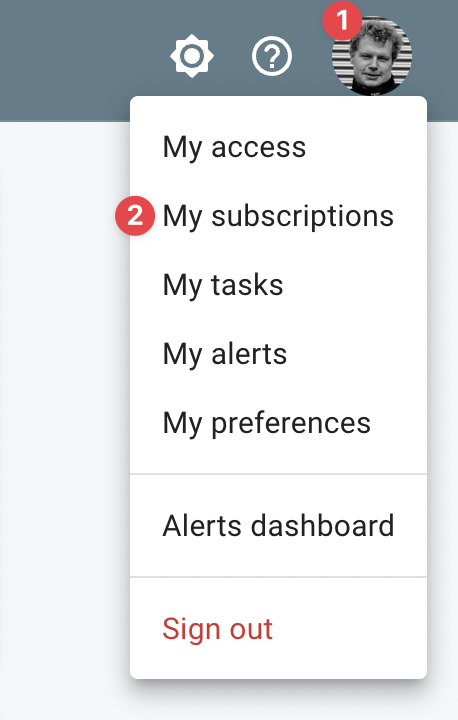 1
My access
2 My subscriptions
My tasks
My alerts
My preferences
Alerts dashboard
Sign out